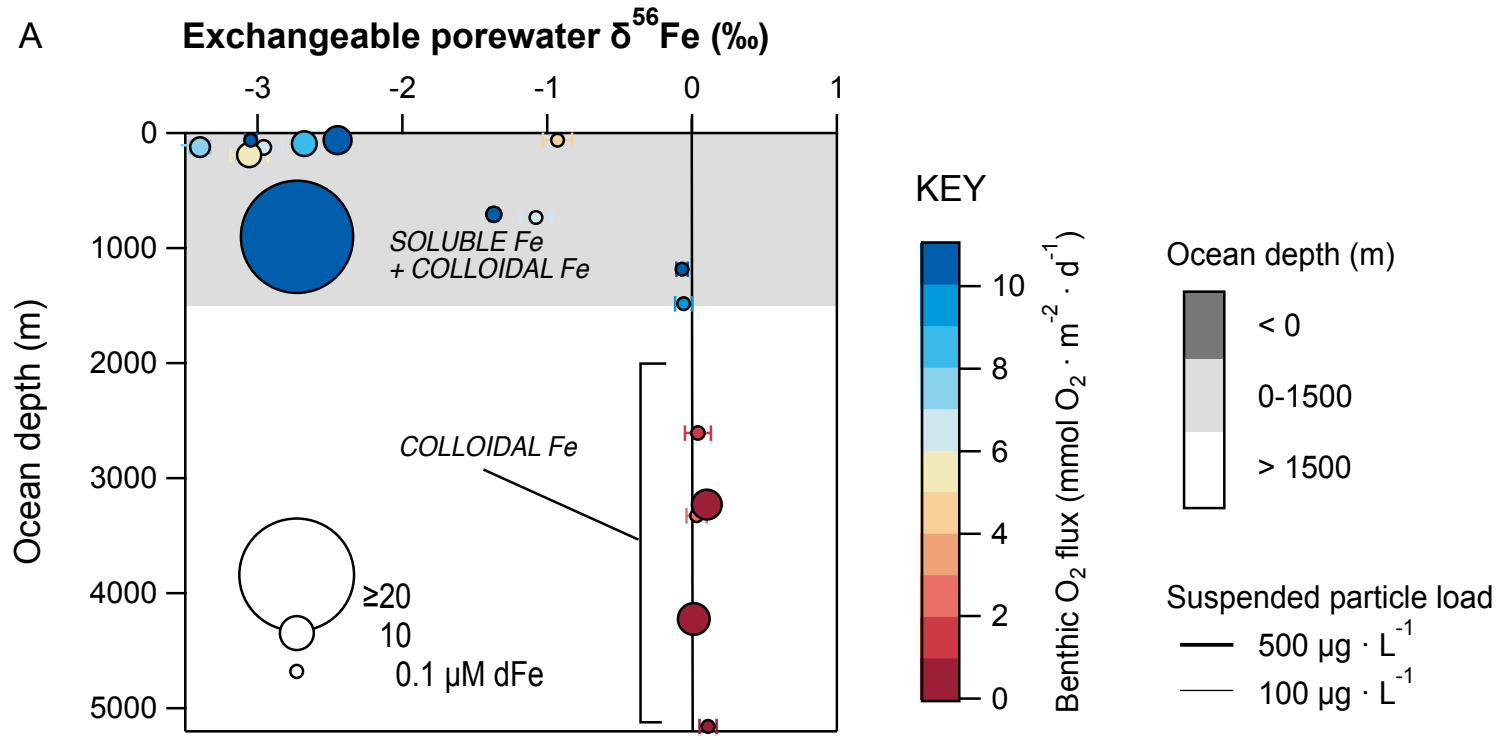 A
Exchangeable porewater δ⁵⁶Fe (‰)
-3 -2 -1 0 1
0
1000
2000
3000
4000
5000
Ocean depth (m)
SOLUBLE Fe
+ COLLOIDAL Fe
COLLOIDAL Fe
≥20
10
0.1 µM dFe
KEY
10
8
6
4
2
0
Benthic O₂ flux (mmol O₂ · m⁻² · d⁻¹)
Ocean depth (m)
< 0
0-1500
> 1500
Suspended particle load
500 µg · L⁻¹
100 µg · L⁻¹